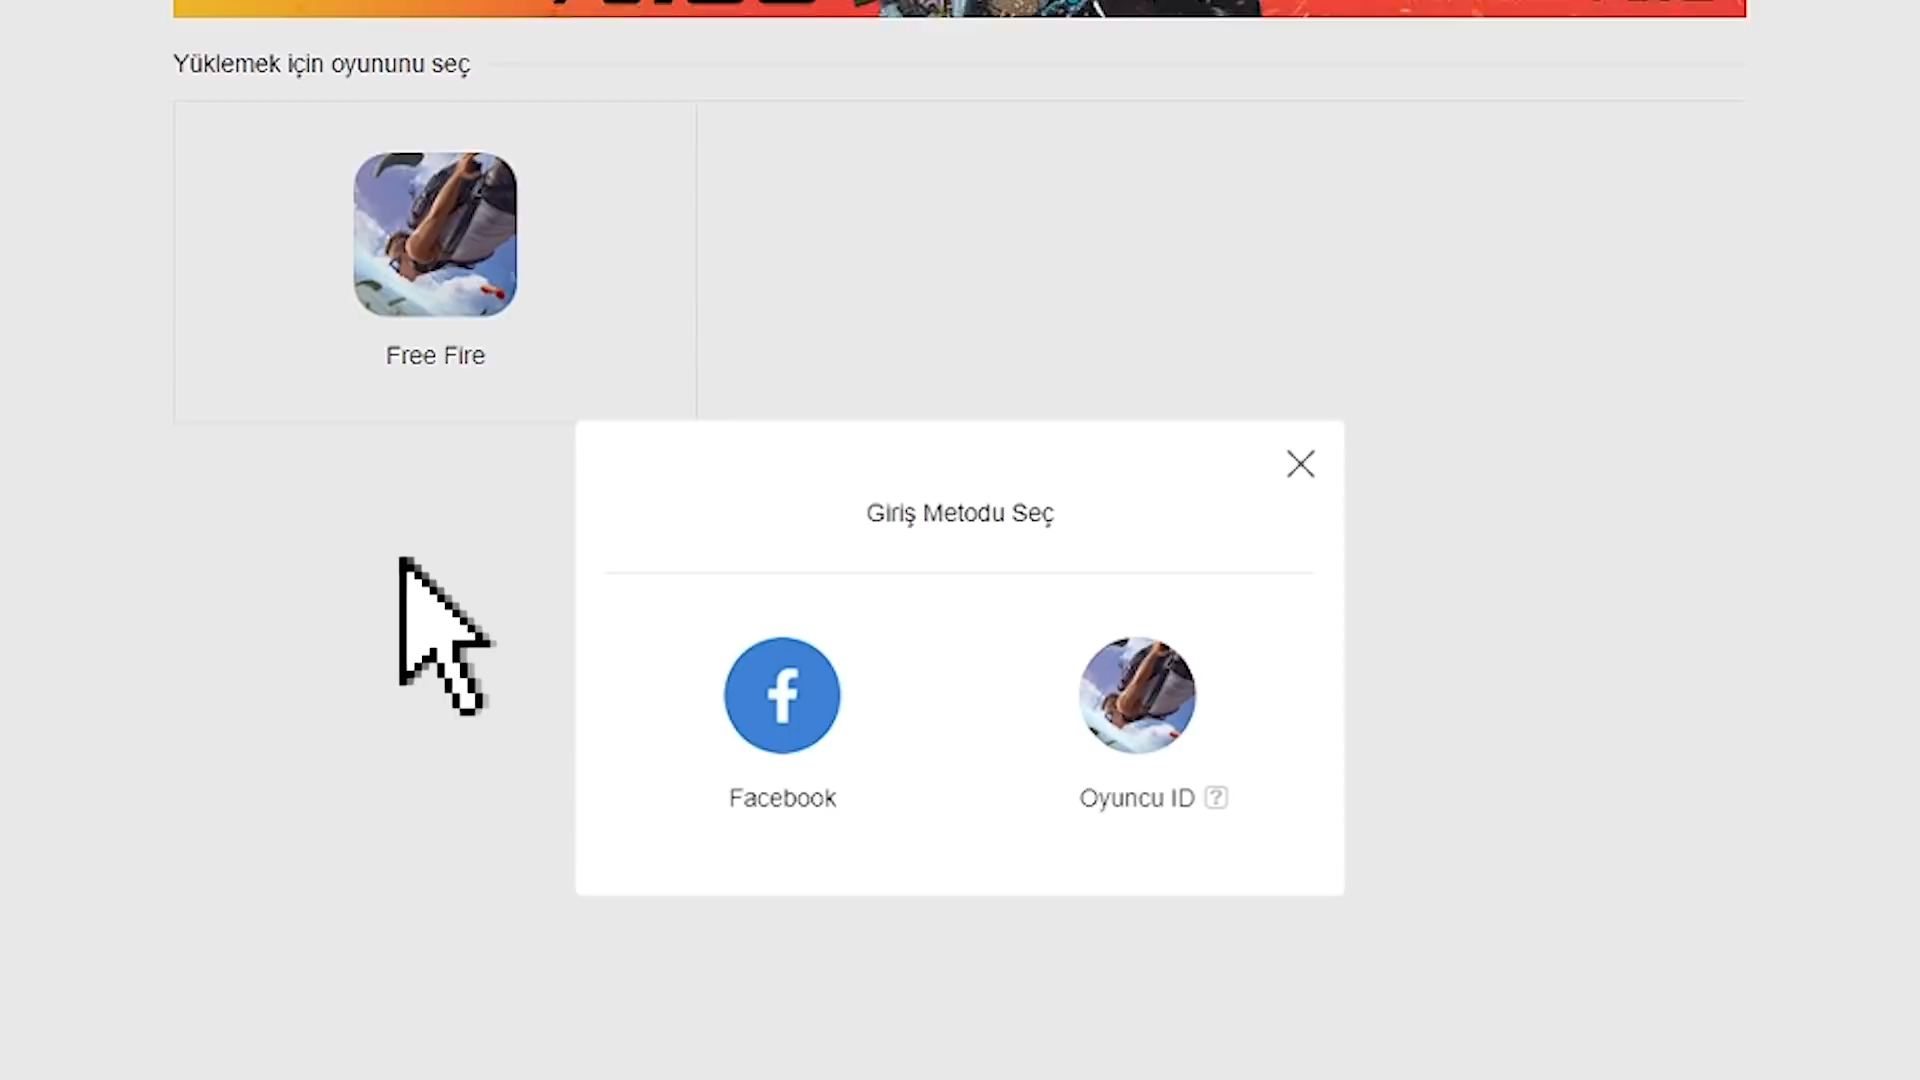 Yüklemek için oyununu seç
Free Fire
Giriş Metodu Seç
Facebook
Oyuncu ID ?